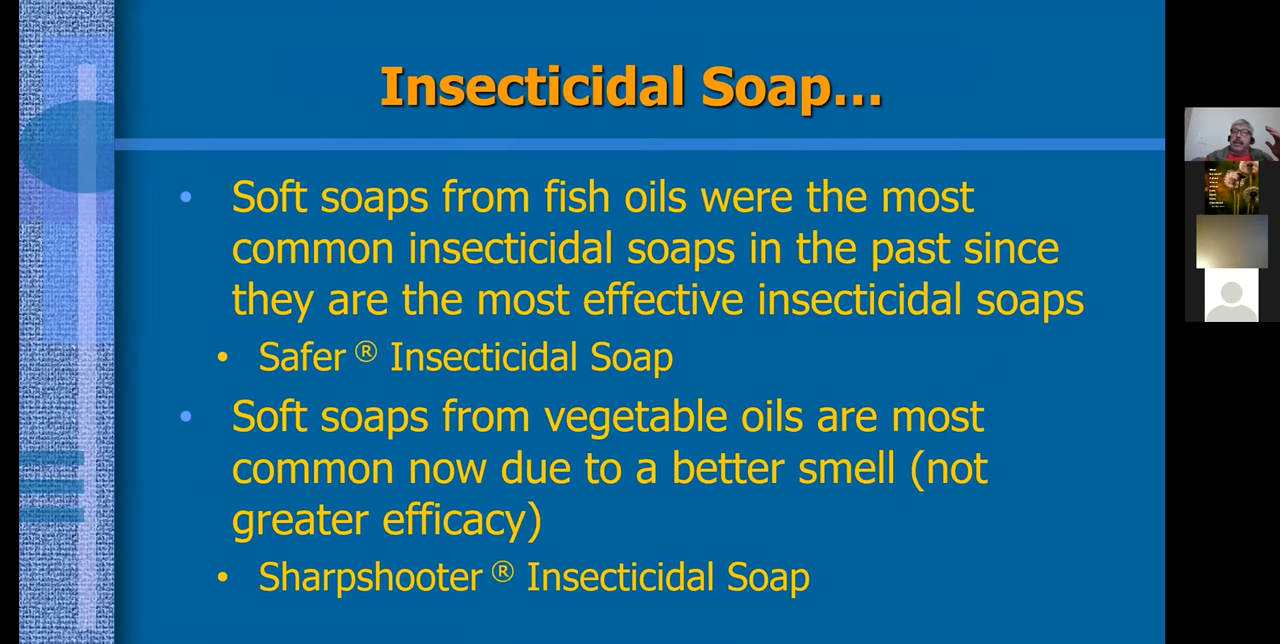 Insecticidal Soap...
• Soft soaps from fish oils were the most
common insecticidal soaps in the past since
they are the most effective insecticidal soaps
• Safer ® Insecticidal Soap
• Soft soaps from vegetable oils are most
common now due to a better smell (not
greater efficacy)
• Sharpshooter ® Insecticidal Soap